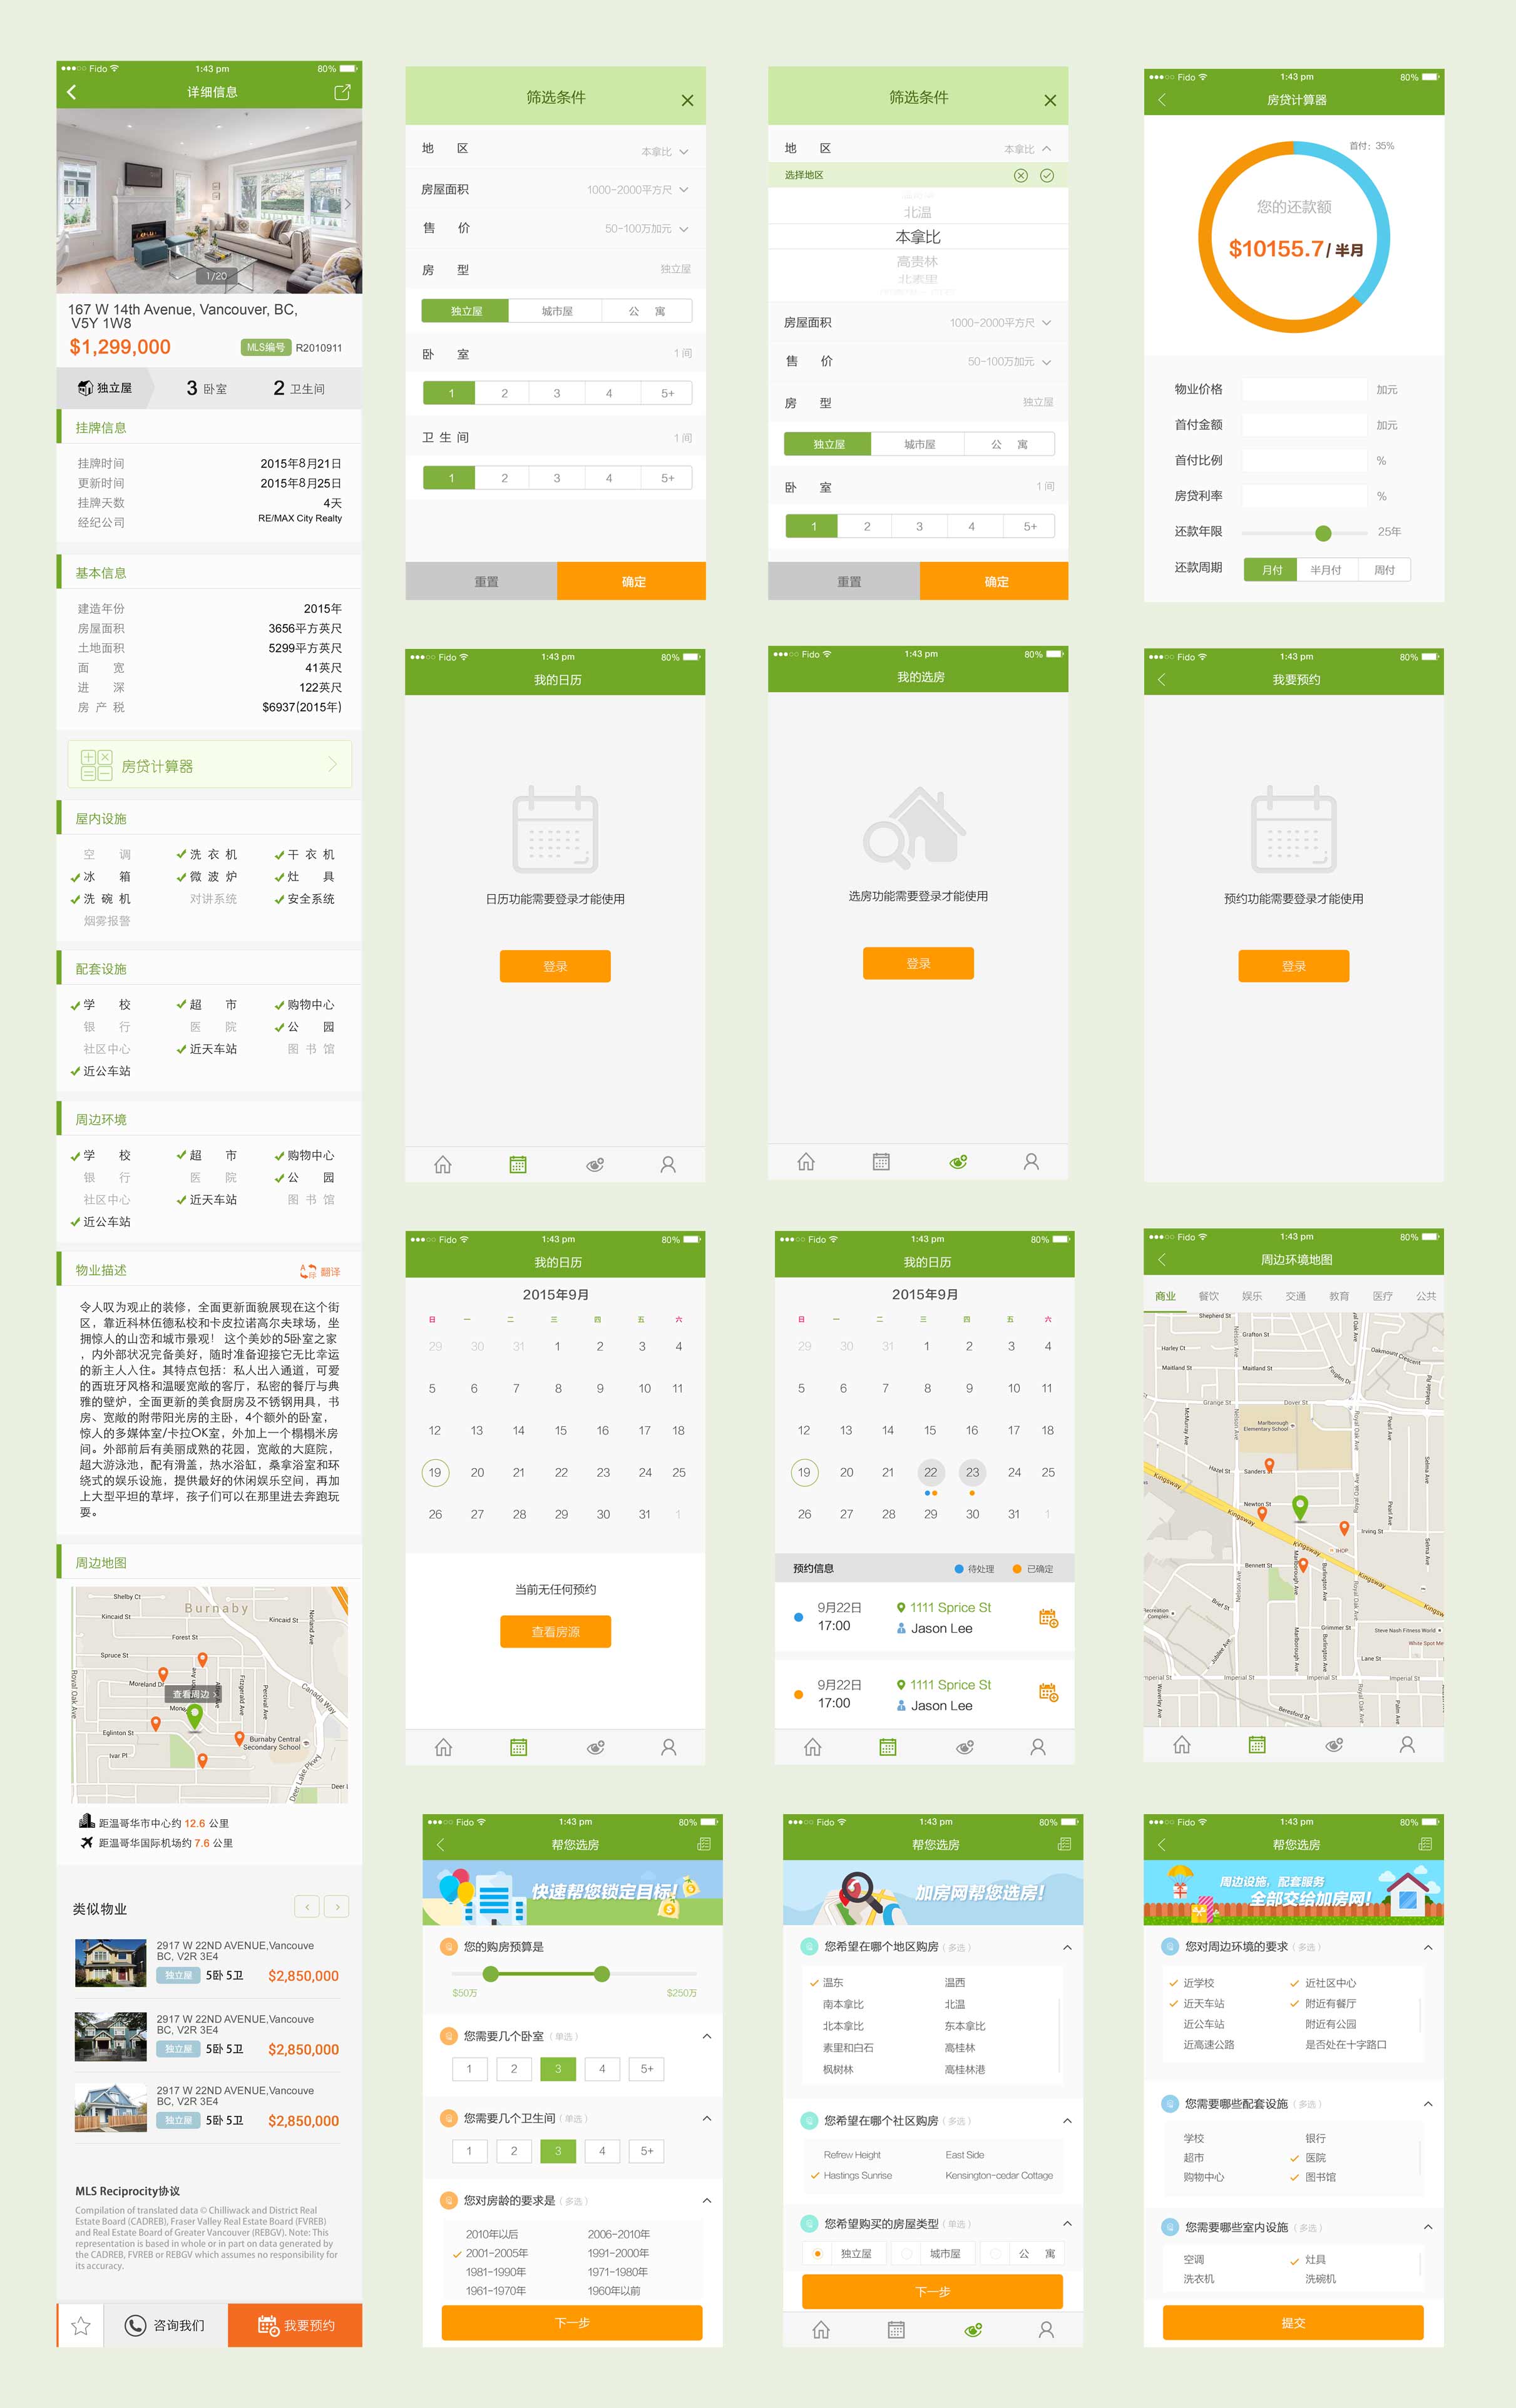 Fido 1:43 pm 80%
详细信息
1/20
167 W 14th Avenue, Vancouver, BC,
V5Y 1W8
$1,299,000 MLS编号 R2010911
独立屋 3 卧室 2 卫生间
挂牌信息
挂牌时间 2015年8月21日
更新时间 2015年8月25日
挂牌天数 4天
经纪公司 RE/MAX City Realty
基本信息
建造年份 2015年
房屋面积 3656平方英尺
土地面积 5299平方英尺
面宽 41英尺
进深 122英尺
房产税 $6937(2015年)
房贷计算器
屋内设施
空调 洗衣机 干衣机
冰箱 微波炉 灶具
洗碗机 对讲系统 安全系统
烟雾报警
配套设施
学校 超市 购物中心
银行 医院 公园
社区中心 近天车站 图书馆
近公车站
周边环境
学校 超市 购物中心
银行 医院 公园
社区中心 近天车站 图书馆
近公车站
物业描述 翻译
令人叹为观止的装修，全面更新面貌展现在这个街
区，靠近科林伍德私校和卡皮拉诺高尔夫球场，坐
拥惊人的山峦和城市景观！ 这个美妙的5卧室之家
，内外部状况完备美好，随时准备迎接它无比幸运
的新主人入住。其特点包括：私人出入通道，可爱
的西班牙风格和温暖宽敞的客厅，私密的餐厅与典
雅的壁炉，全面更新的美食厨房及不锈钢用具，书
房、宽敞的附带阳光房的主卧，4个额外的卧室，
惊人的多媒体室/卡拉OK室，外加上一个榻榻米房
间。外部前后有美丽成熟的花园，宽敞的大庭院，
超大游泳池，配有滑盖，热水浴缸，桑拿浴室和环
绕式的娱乐设施，提供最好的休闲娱乐空间，再加
上大型平坦的草坪，孩子们可以在那里进去奔跑玩
耍。
周边地图
Shelby Ct
Burnaby
Kincaid St Kincaid St
Norland Ave
Forest St
Spruce St
Royal Oak Ave
Moreland Dr
查看周边
Fitzgerald Ave
Percival Ave
Canada Way
Eglinton St
Burnaby Central
Secondary School
Ivar Pl
Deer Lake Pkwy
距温哥华市中心约 12.6 公里
距温哥华国际机场约 7.6 公里
类似物业
2917 W 22ND AVENUE,Vancouve
BC, V2R 3E4
独立屋 5卧 5卫 $2,850,000
2917 W 22ND AVENUE,Vancouve
BC, V2R 3E4
独立屋 5卧 5卫 $2,850,000
2917 W 22ND AVENUE,Vancouve
BC, V2R 3E4
独立屋 5卧 5卫 $2,850,000
MLS Reciprocity协议
Compilation of translated data © Chilliwack and District Real
Estate Board (CADREB), Fraser Valley Real Estate Board (FVREB)
and Real Estate Board of Greater Vancouver (REBGV). Note: This
representation is based in whole or in part on data generated by
the CADREB, FVREB or REBGV which assumes no responsibility for
its accuracy.
咨询我们 我要预约
筛选条件
地区 本拿比
房屋面积 1000-2000平方尺
售价 50-100万加元
房型 独立屋
独立屋 城市屋 公寓
卧室 1 间
1 2 3 4 5+
卫生间 1 间
1 2 3 4 5+
重置 确定
筛选条件
地区 本拿比
选择地区
北温
本拿比
高贵林
北素里
房屋面积 1000-2000平方尺
售价 50-100万加元
房型 独立屋
独立屋 城市屋 公寓
卧室 1 间
1 2 3 4 5+
重置 确定
Fido 1:43 pm 80%
房贷计算器
首付：35%
您的还款额
$10155.7/ 半月
物业价格 加元
首付金额 加元
首付比例 %
房贷利率 %
还款年限 25年
还款周期 月付 半月付 周付
Fido 1:43 pm 80%
我的日历
日历功能需要登录才能使用
登录
Fido 1:43 pm 80%
我的选房
选房功能需要登录才能使用
登录
Fido 1:43 pm 80%
我要预约
预约功能需要登录才能使用
登录
Fido 1:43 pm 80%
我的日历
2015年9月
日 一 二 三 四 五 六
29 30 31 1 2 3 4
5 6 7 8 9 10 11
12 13 14 15 16 17 18
19 20 21 22 23 24 25
26 27 28 29 30 31 1
当前无任何预约
查看房源
Fido 1:43 pm 80%
我的日历
2015年9月
日 一 二 三 四 五 六
29 30 31 1 2 3 4
5 6 7 8 9 10 11
12 13 14 15 16 17 18
19 20 21 22 23 24 25
26 27 28 29 30 31 1
预约信息 待处理 已确定
9月22日 1111 Sprice St
17:00 Jason Lee
9月22日 1111 Sprice St
17:00 Jason Lee
Fido 1:43 pm 80%
周边环境地图
商业 餐饮 娱乐 交通 教育 医疗 公共
Shepherd St
Grafton St
Harley Ct
Oakmount Crescent
Maitland St Maitland St
Grange St Dover St
Marlborough
Elementary School
Hazel St Sanders
Kingsway
Newton St
Irving St
Kingsway
IHOP
Bennett St
Kingsway
Brief St
Grimmer St
Steve Nash Fitness World
White Spot
Lane St
Imperial St Imperial St
Beresford St
Fido 1:43 pm 80%
帮您选房
快速帮您锁定目标!
您的购房预算是
$50万 $250万
您需要几个卧室（单选）
1 2 3 4 5+
您需要几个卫生间（单选）
1 2 3 4 5+
您对房龄的要求是（多选）
2010年以后 2006-2010年
2001-2005年 1991-2000年
1981-1990年 1971-1980年
1961-1970年 1960年以前
下一步
Fido 1:43 pm 80%
帮您选房
加房网帮您选房!
您希望在哪个地区购房（多选）
温东 温西
南本拿比 北温
北本拿比 东本拿比
素里和白石 高桂林
枫树林 高桂林港
您希望在哪个社区购房（多选）
Refrew Height East Side
Hastings Sunrise Kensington-cedar Cottage
您希望购买的房屋类型（单选）
独立屋 城市屋 公寓
下一步
Fido 1:43 pm 80%
帮您选房
周边设施，配套服务
全部交给加房网!
您对周边环境的要求（多选）
近学校 近社区中心
近天车站 附近有餐厅
近公车站 附近有公园
近高速公路 是否处在十字路口
您需要哪些配套设施（多选）
学校 银行
超市 医院
购物中心 图书馆
您需要哪些室内设施（多选）
空调 灶具
洗衣机 洗碗机
提交